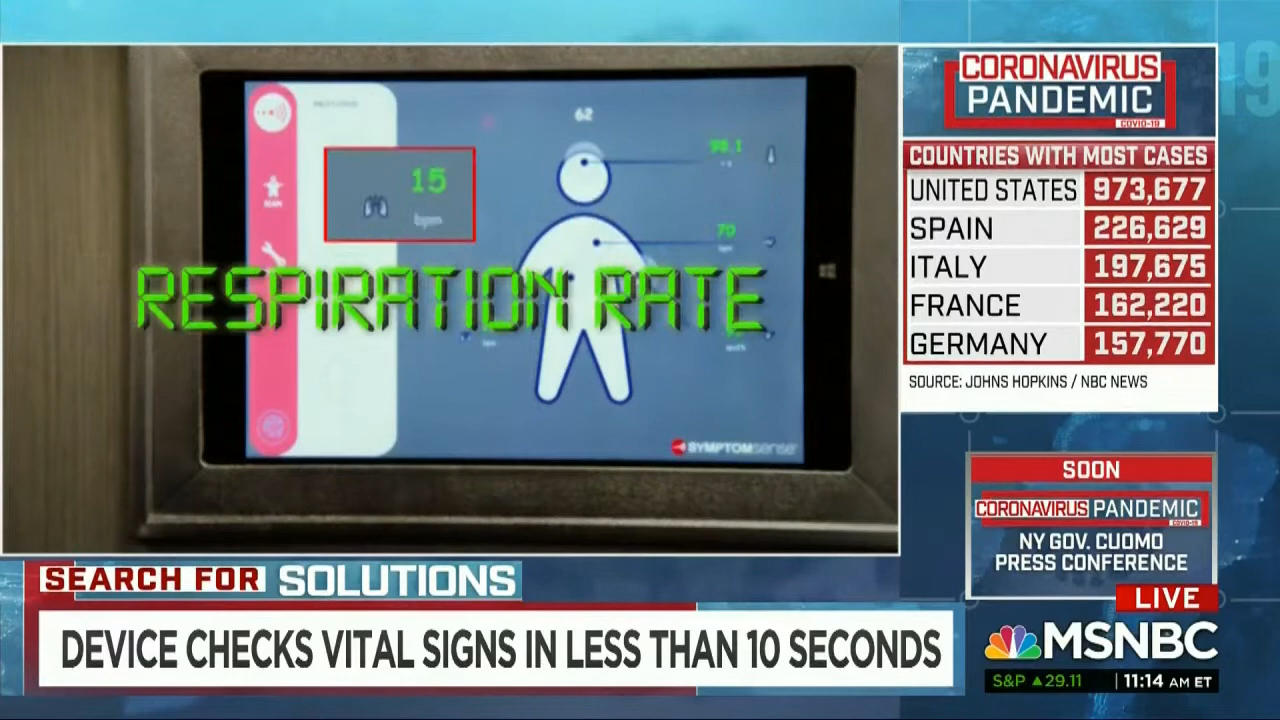 62
98.1
15
bpm
70
RESPIRATION RATE
SYMPTOMSENSE
CORONAVIRUS
PANDEMIC
COVID-19
COUNTRIES WITH MOST CASES
UNITED STATES 973,677
SPAIN 226,629
ITALY 197,675
FRANCE 162,220
GERMANY 157,770
SOURCE: JOHNS HOPKINS / NBC NEWS
SOON
CORONAVIRUS PANDEMIC
COVID-19
NY GOV. CUOMO
PRESS CONFERENCE
SEARCH FOR SOLUTIONS
DEVICE CHECKS VITAL SIGNS IN LESS THAN 10 SECONDS
LIVE
MSNBC
S&P ▲29.11 11:14 AM ET